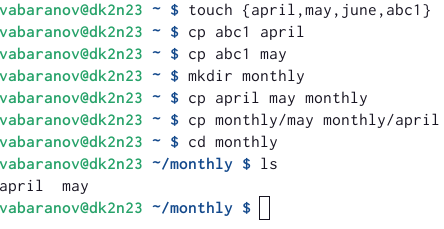 vabaranov@dk2n23 ~ $ touch {april,may,june,abc1}
vabaranov@dk2n23 ~ $ cp abc1 april
vabaranov@dk2n23 ~ $ cp abc1 may
vabaranov@dk2n23 ~ $ mkdir monthly
vabaranov@dk2n23 ~ $ cp april may monthly
vabaranov@dk2n23 ~ $ cp monthly/may monthly/april
vabaranov@dk2n23 ~ $ cd monthly
vabaranov@dk2n23 ~/monthly $ ls
april  may
vabaranov@dk2n23 ~/monthly $